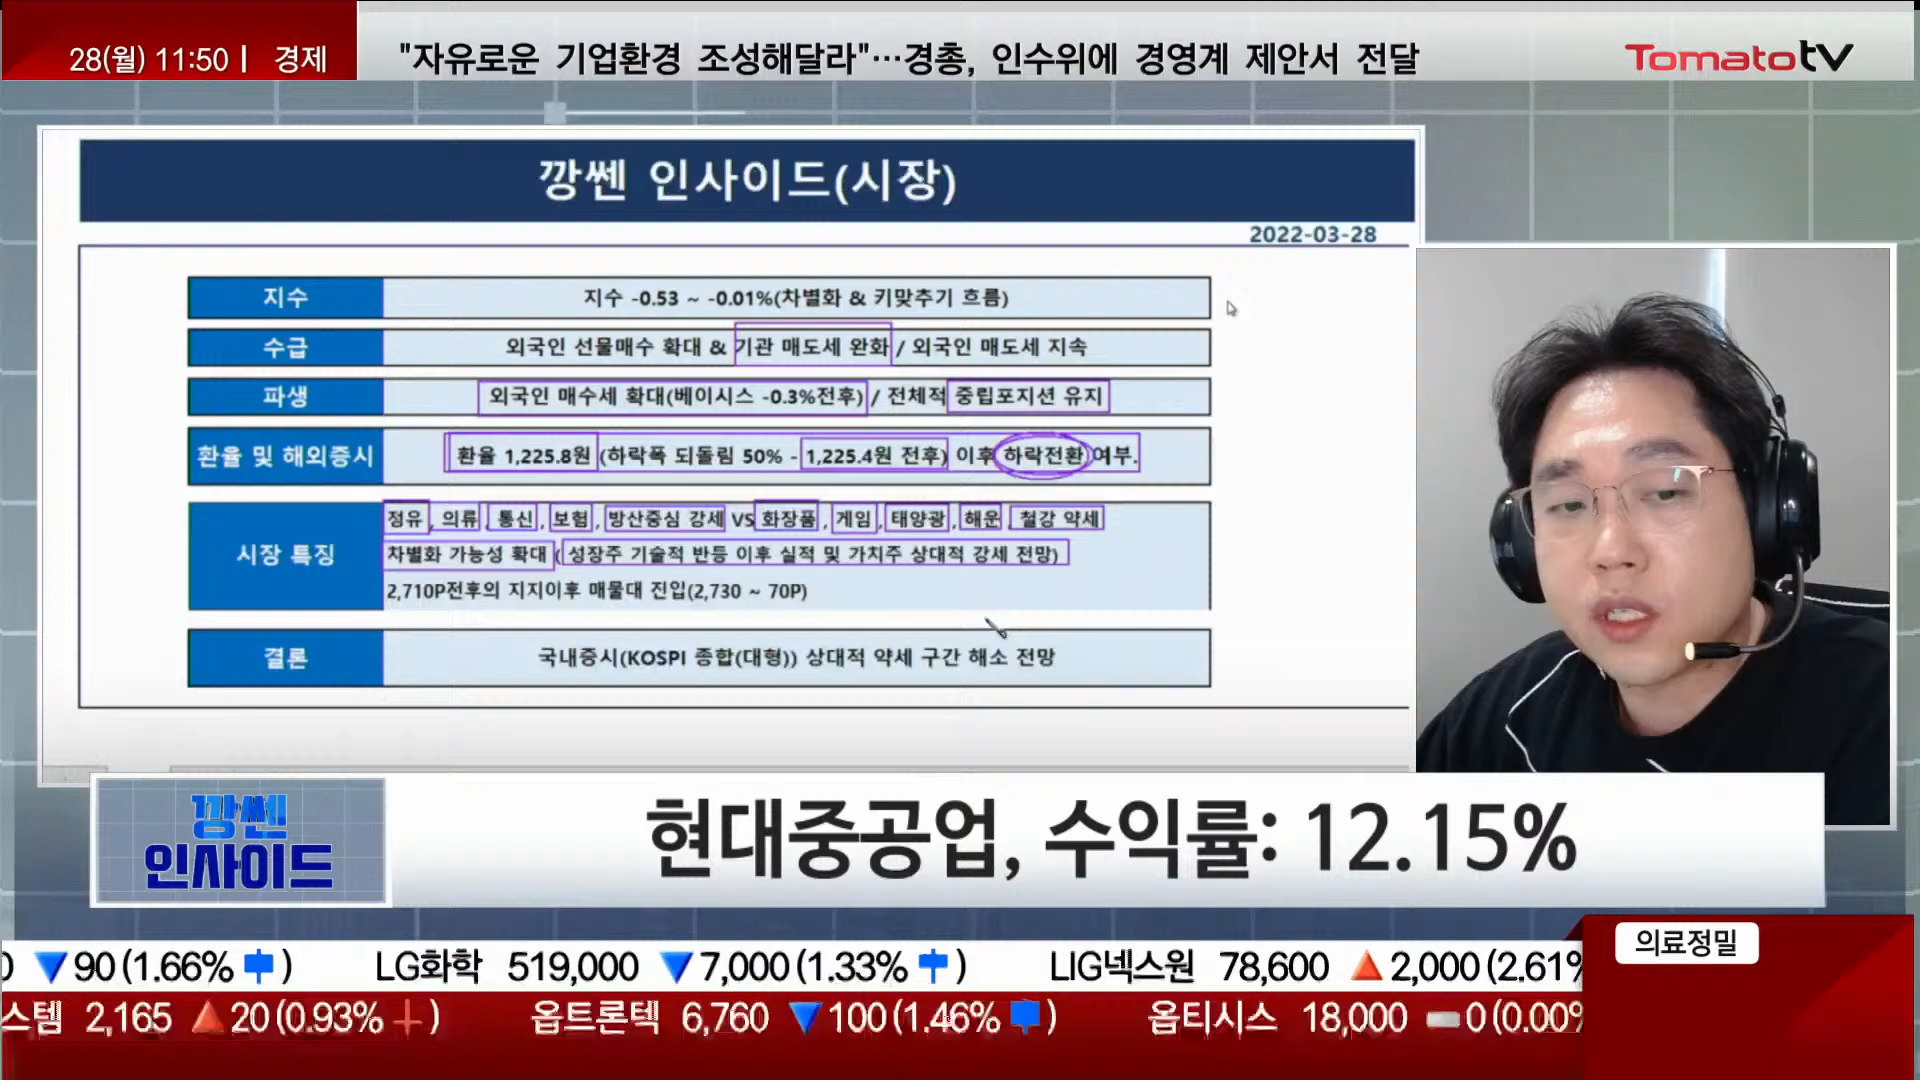 28(월) 11:50 | 경제
"자유로운 기업환경 조성해달라"…경총, 인수위에 경영계 제안서 전달
Tomatotv
깡쎈 인사이드(시장)
2022-03-28
지수
지수 -0.53 ~ -0.01%(차별화 & 키맞추기 흐름)
수급
외국인 선물매수 확대 & 기관 매도세 완화 / 외국인 매도세 지속
파생
외국인 매수세 확대(베이시스 -0.3%전후) / 전체적 중립포지션 유지
환율 및 해외증시
환율 1,225.8원 (하락폭 되돌림 50% - 1,225.4원 전후) 이후 하락전환 여부.
시장 특징
정유, 의류, 통신, 보험, 방산중심 강세 VS 화장품, 게임, 태양광, 해운, 철강 약세
차별화 가능성 확대 (성장주 기술적 반등 이후 실적 및 가치주 상대적 강세 전망)
2,710P전후의 지지이후 매물대 진입(2,730 ~ 70P)
결론
국내증시(KOSPI 종합(대형)) 상대적 약세 구간 해소 전망
깡쎈
인사이드
현대중공업, 수익률: 12.15%
▼90(1.66%) LG화학 519,000 ▼7,000(1.33%) LIG넥스원 78,600 ▲2,000(2.61%
의료정밀
스템 2,165 ▲20(0.93%) 옵트론텍 6,760 ▼100(1.46%) 옵티시스 18,000 0(0.00%